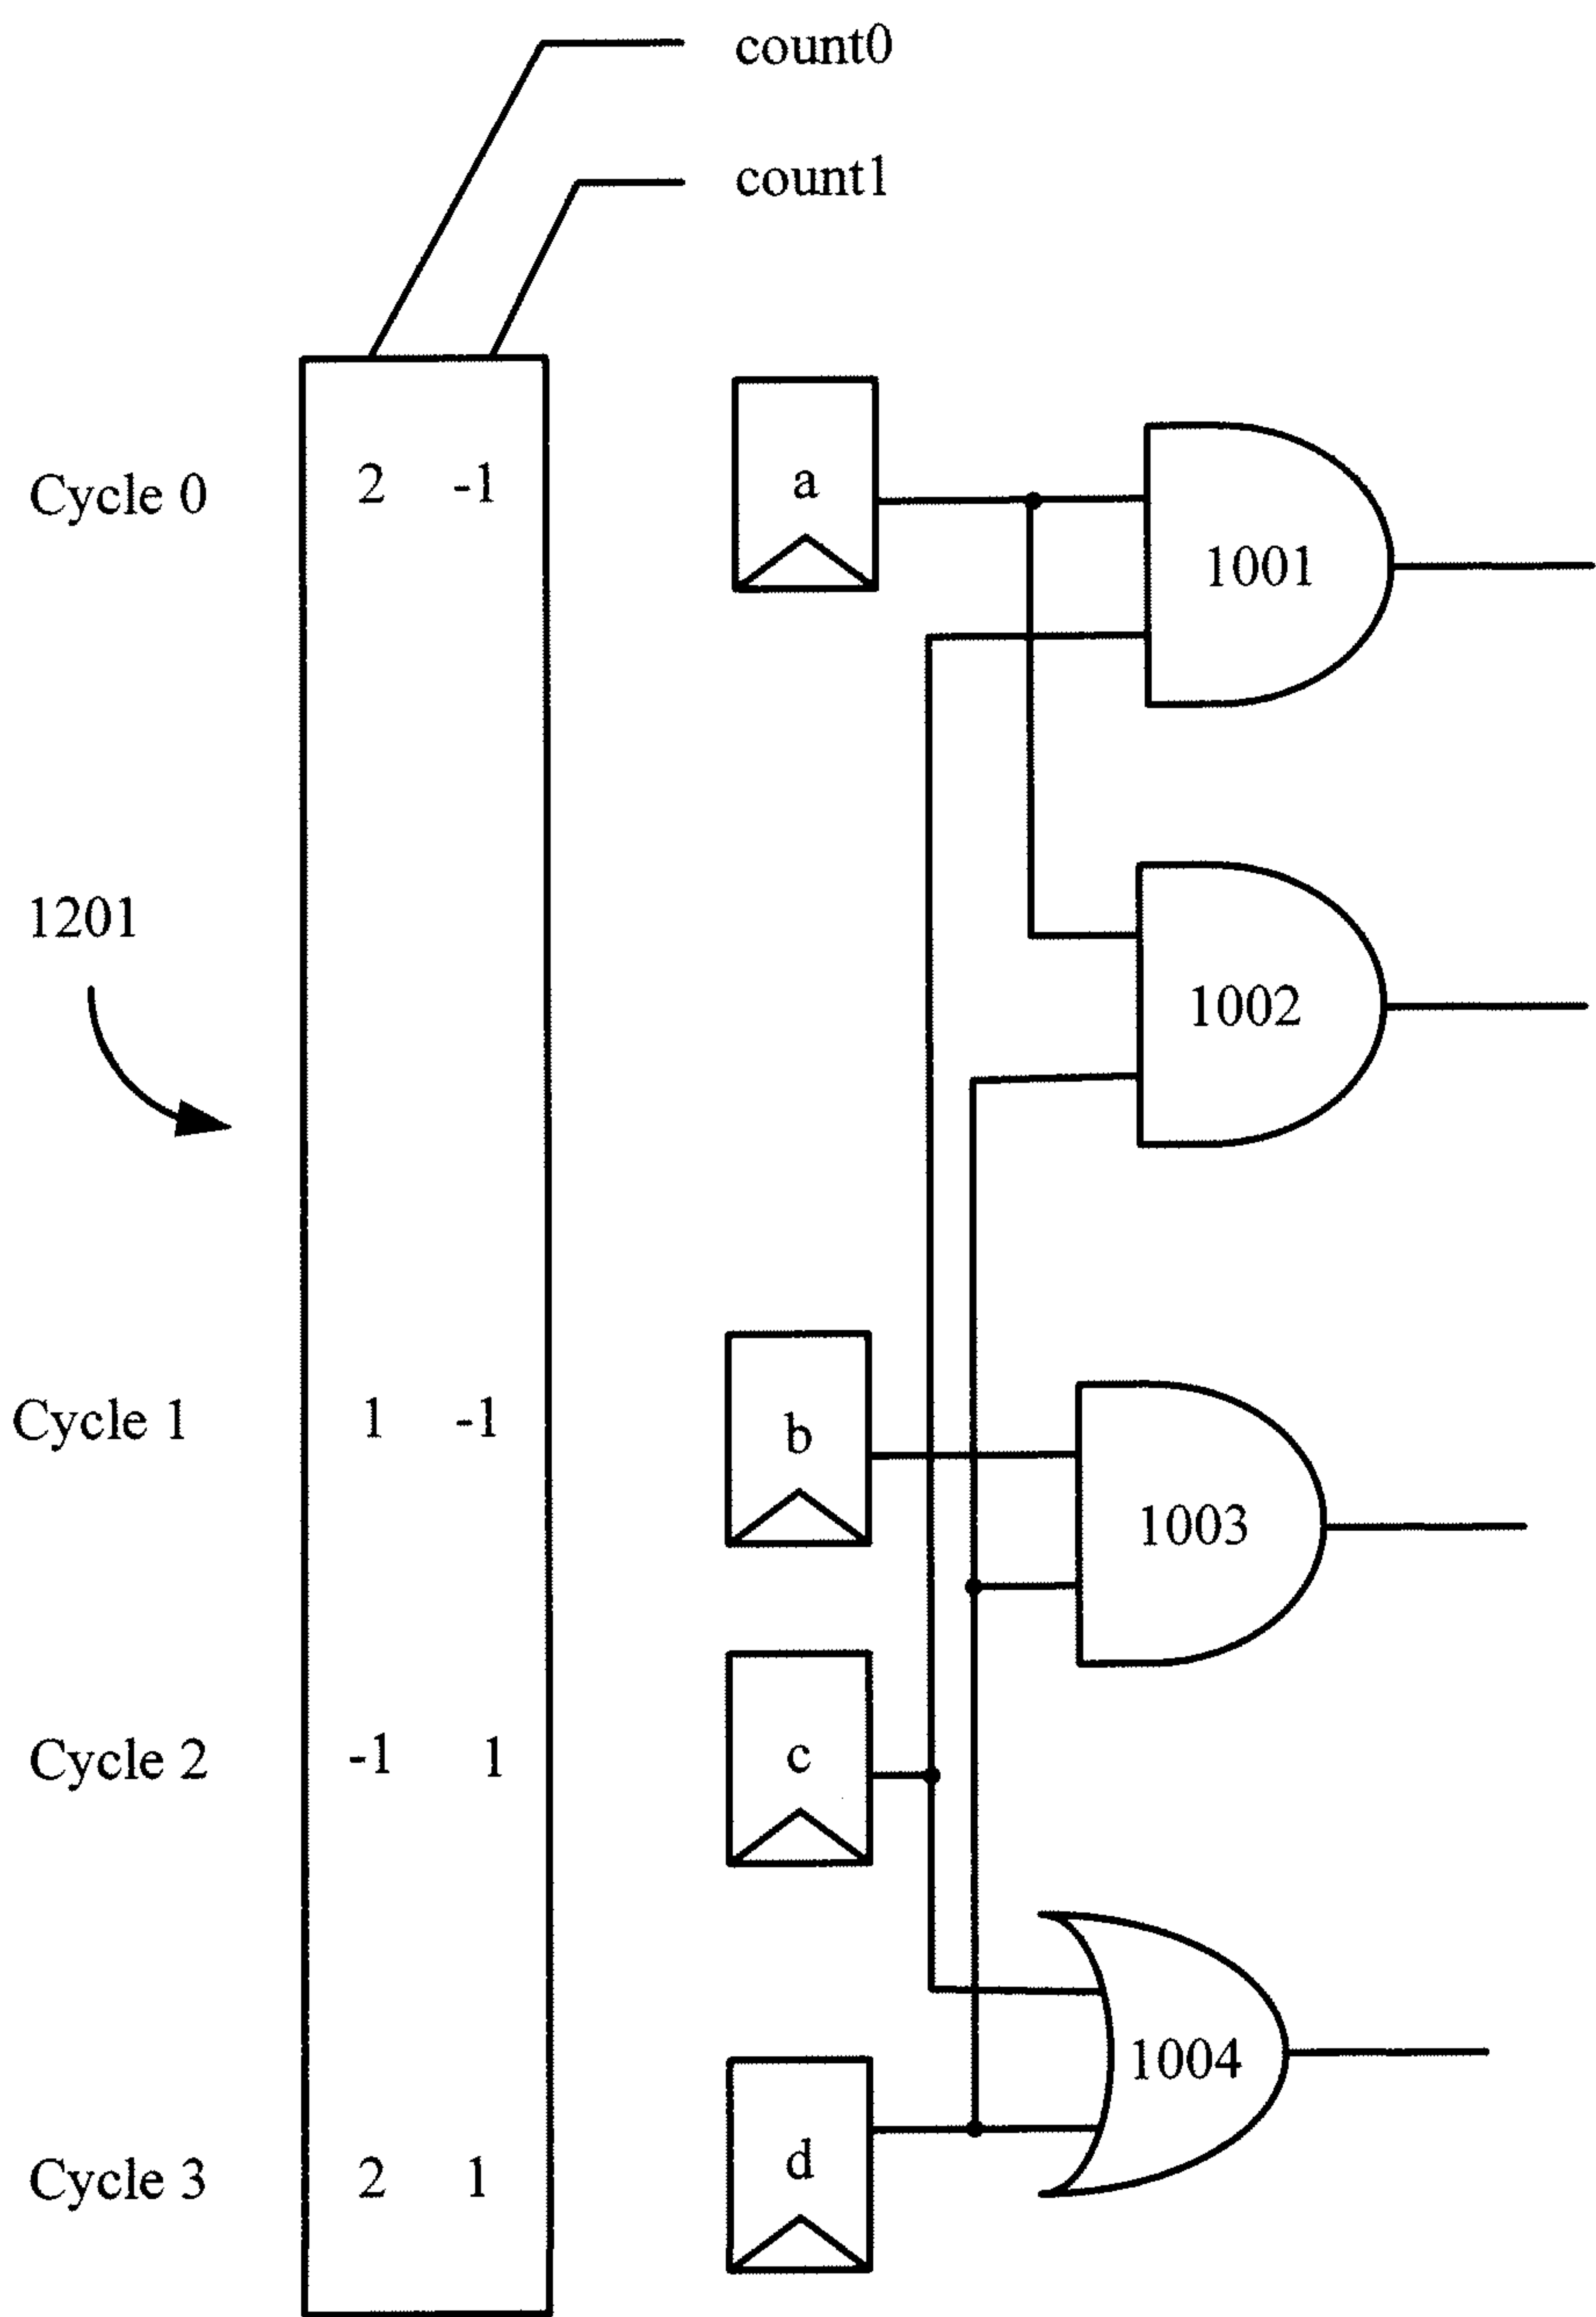 count0
count1
Cycle 0 2 -1 a 1001
1201
1002
Cycle 1 1 -1 b 1003
Cycle 2 -1 1 c
1004
Cycle 3 2 1 d